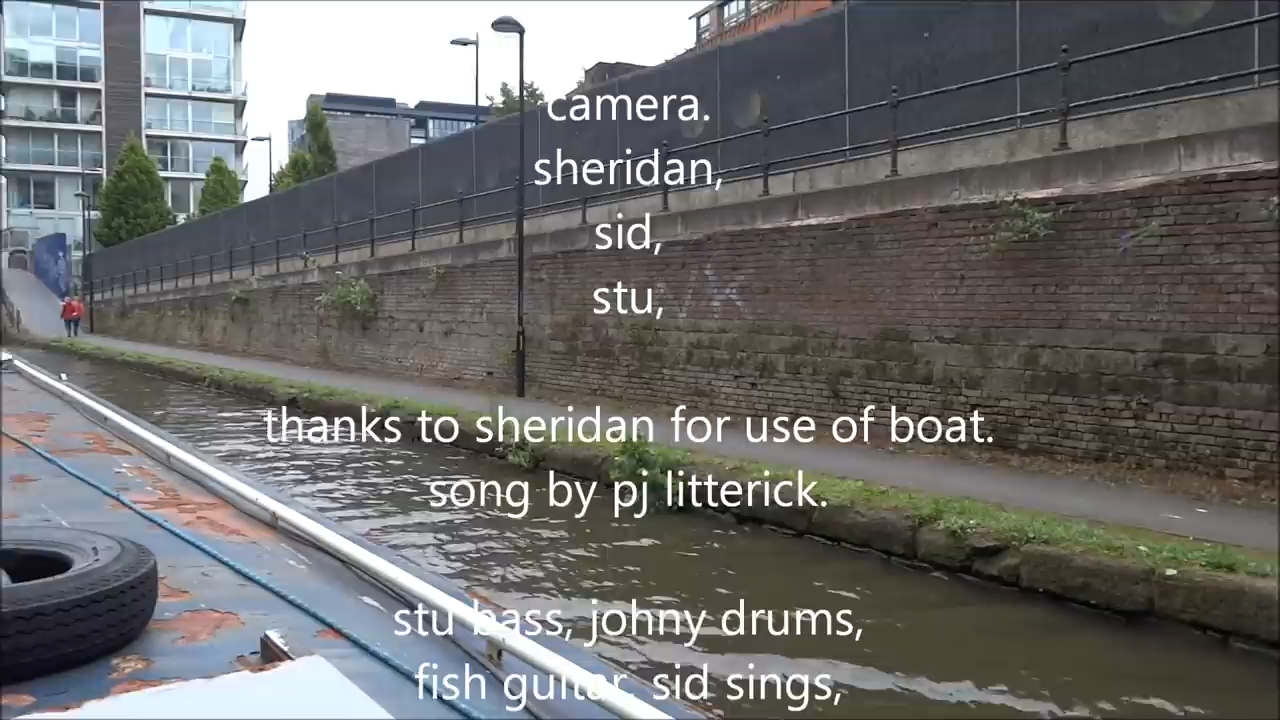 camera.
sheridan,
sid,
stu,
thanks to sheridan for use of boat.
song by pj litterick.
stu bass, johny drums,
fish guitar, sid sings,